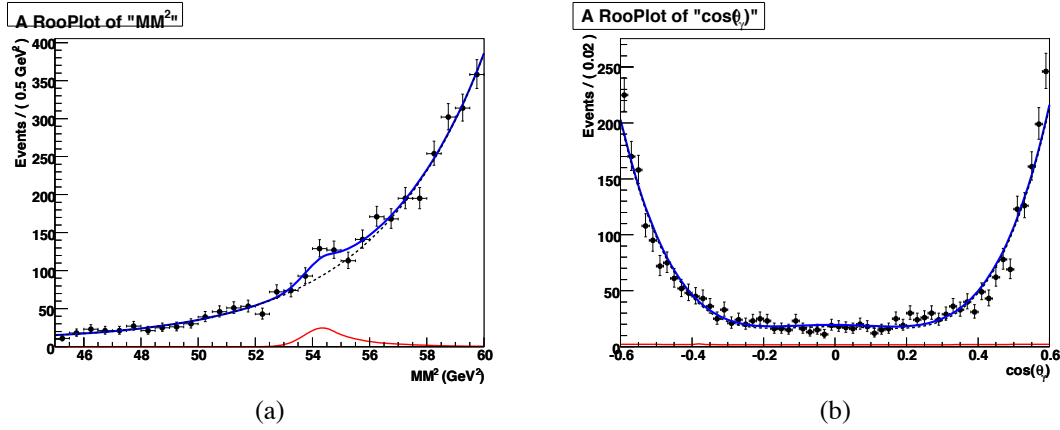 A RooPlot of "MM²"
Events / ( 0.5 GeV² )
400
350
300
250
200
150
100
50
0
46 48 50 52 54 56 58 60
MM² (GeV²)
(a)
A RooPlot of "cos(θγ)"
Events / ( 0.02 )
250
200
150
100
50
0
-0.6 -0.4 -0.2 0 0.2 0.4 0.6
cos(θγ)
(b)